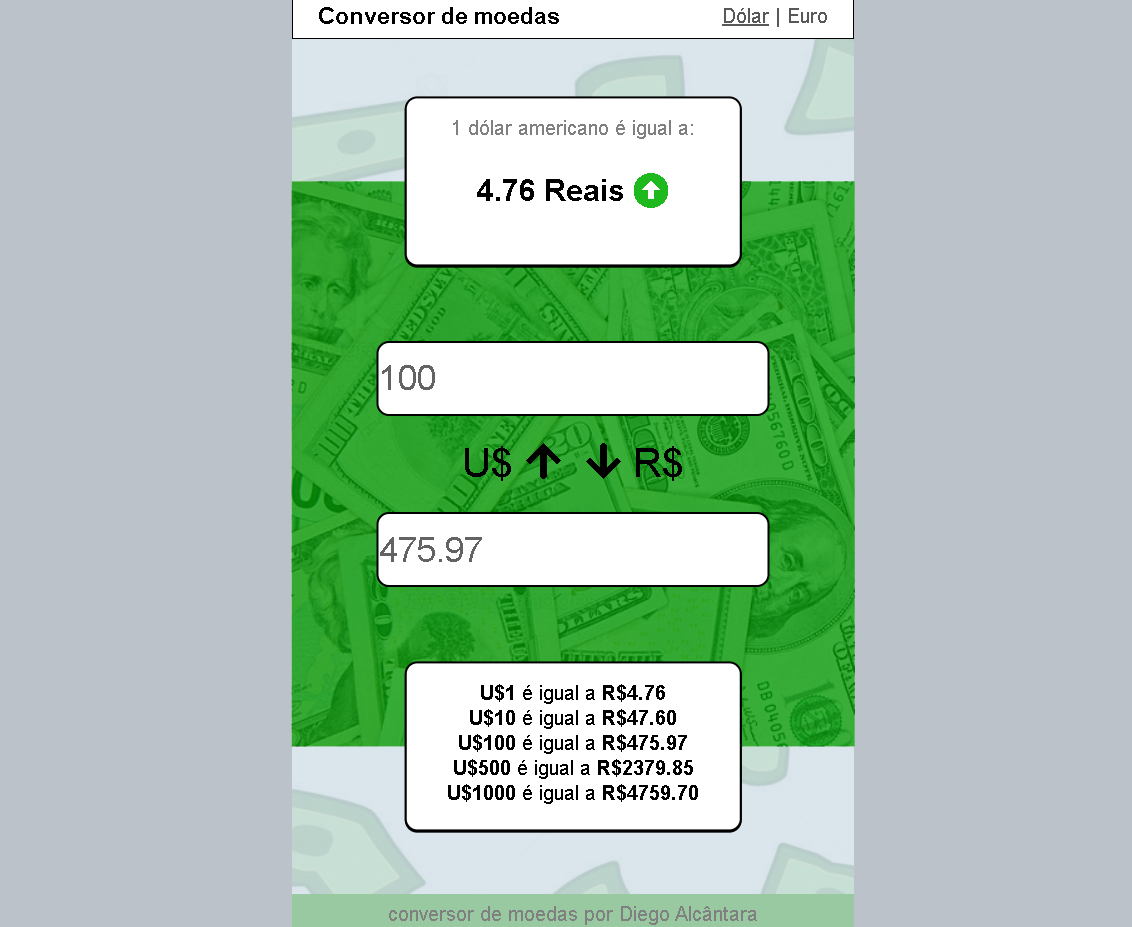 Conversor de moedas Dólar | Euro
1 dólar americano é igual a:
4.76 Reais
100
U$ R$
475.97
U$1 é igual a R$4.76
U$10 é igual a R$47.60
U$100 é igual a R$475.97
U$500 é igual a R$2379.85
U$1000 é igual a R$4759.70
conversor de moedas por Diego Alcântara